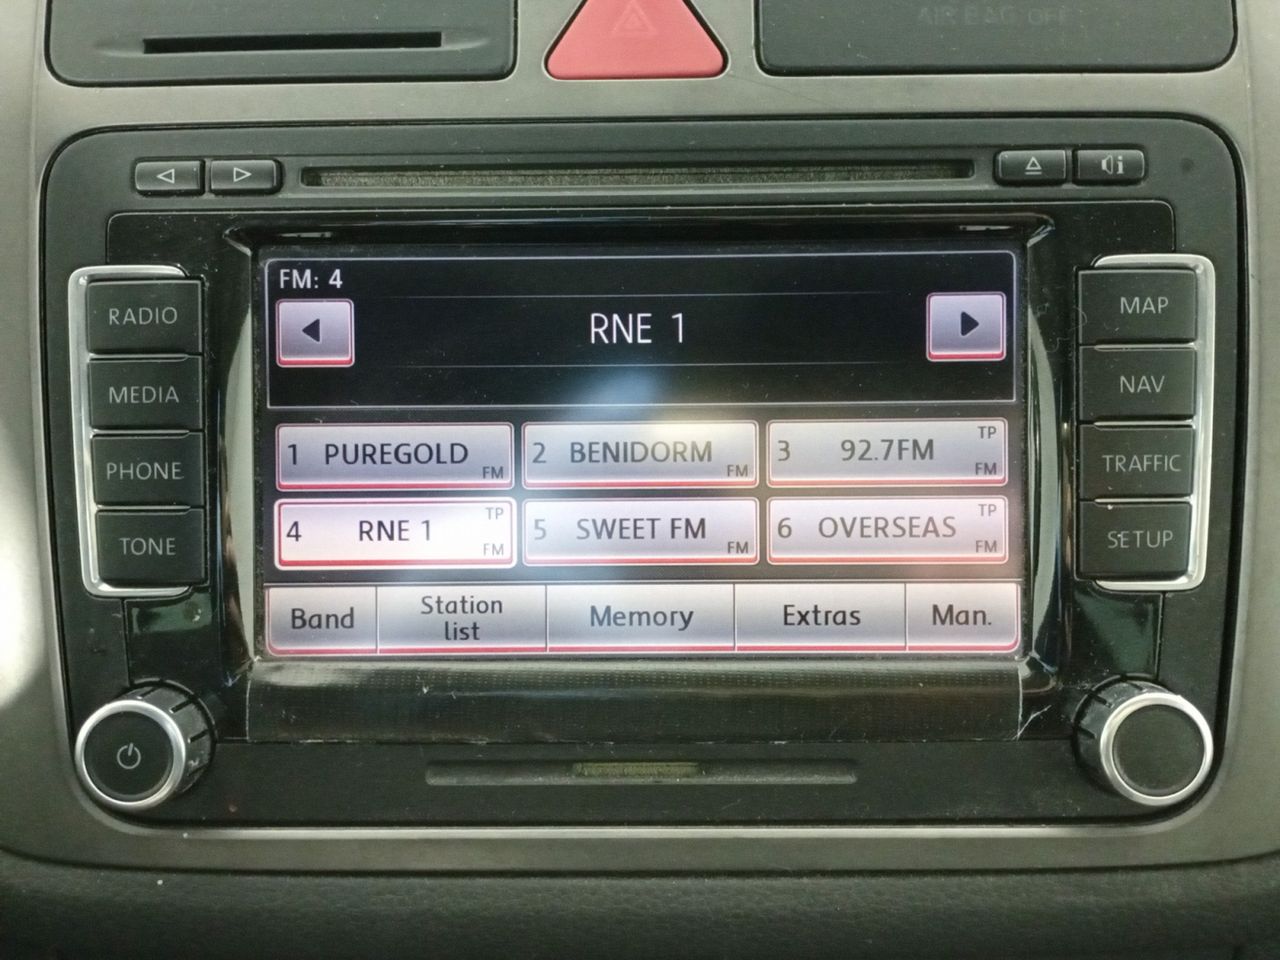 AIRBAG OFF
FM: 4
RNE 1
RADIO
MEDIA
PHONE
TONE
MAP
NAV
TRAFFIC
SETUP
1 PUREGOLD FM
2 BENIDORM FM
3 92.7FM TP FM
4 RNE 1 TP FM
5 SWEET FM FM
6 OVERSEAS TP FM
Band
Station
list
Memory
Extras
Man.